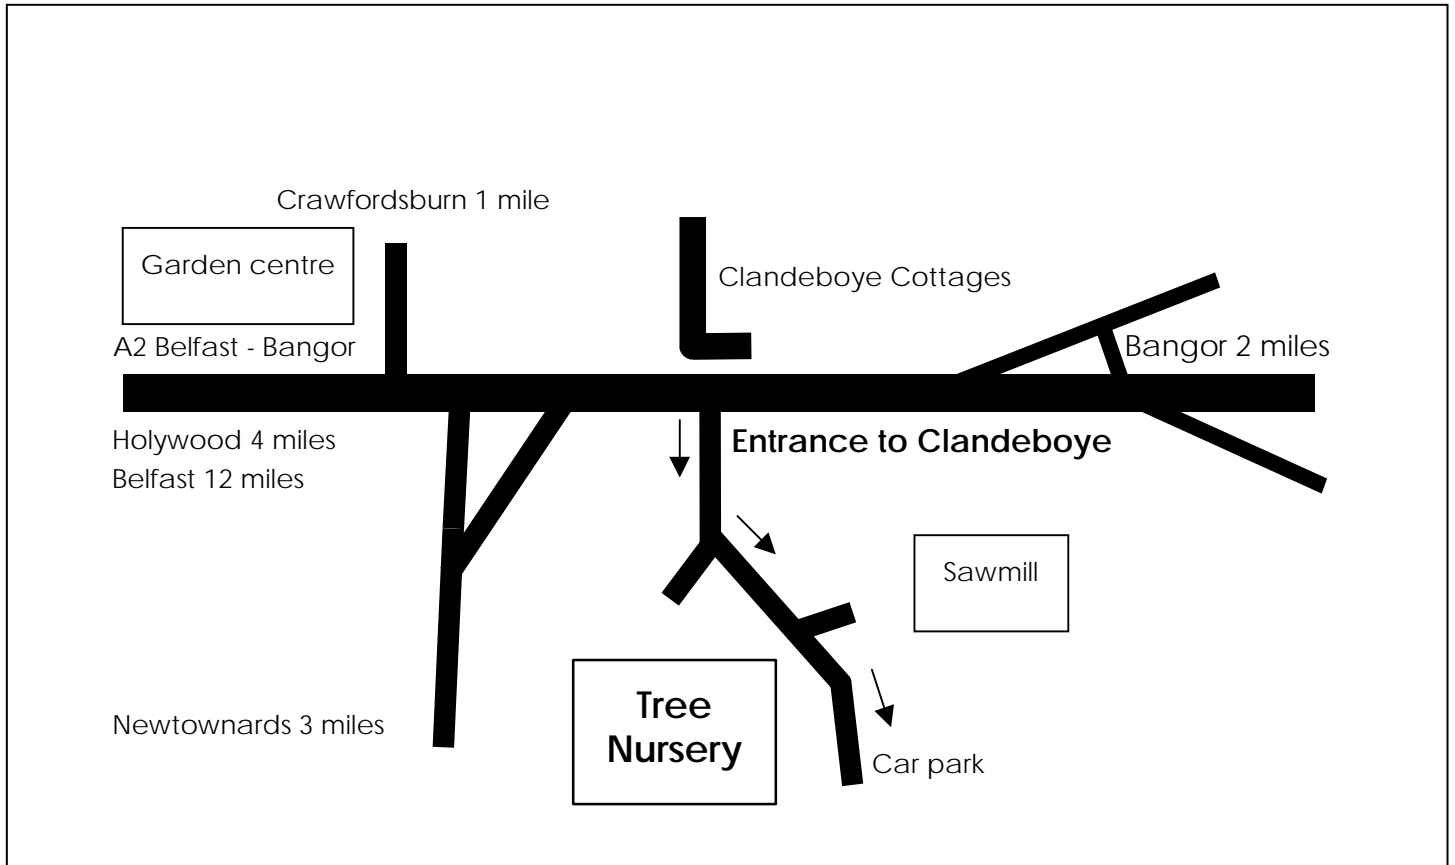 Crawfordsburn 1 mile
Garden centre
Clandeboye Cottages
A2 Belfast - Bangor
Bangor 2 miles
Holywood 4 miles
Belfast 12 miles
Entrance to Clandeboye
Sawmill
Tree
Nursery
Newtownards 3 miles
Car park